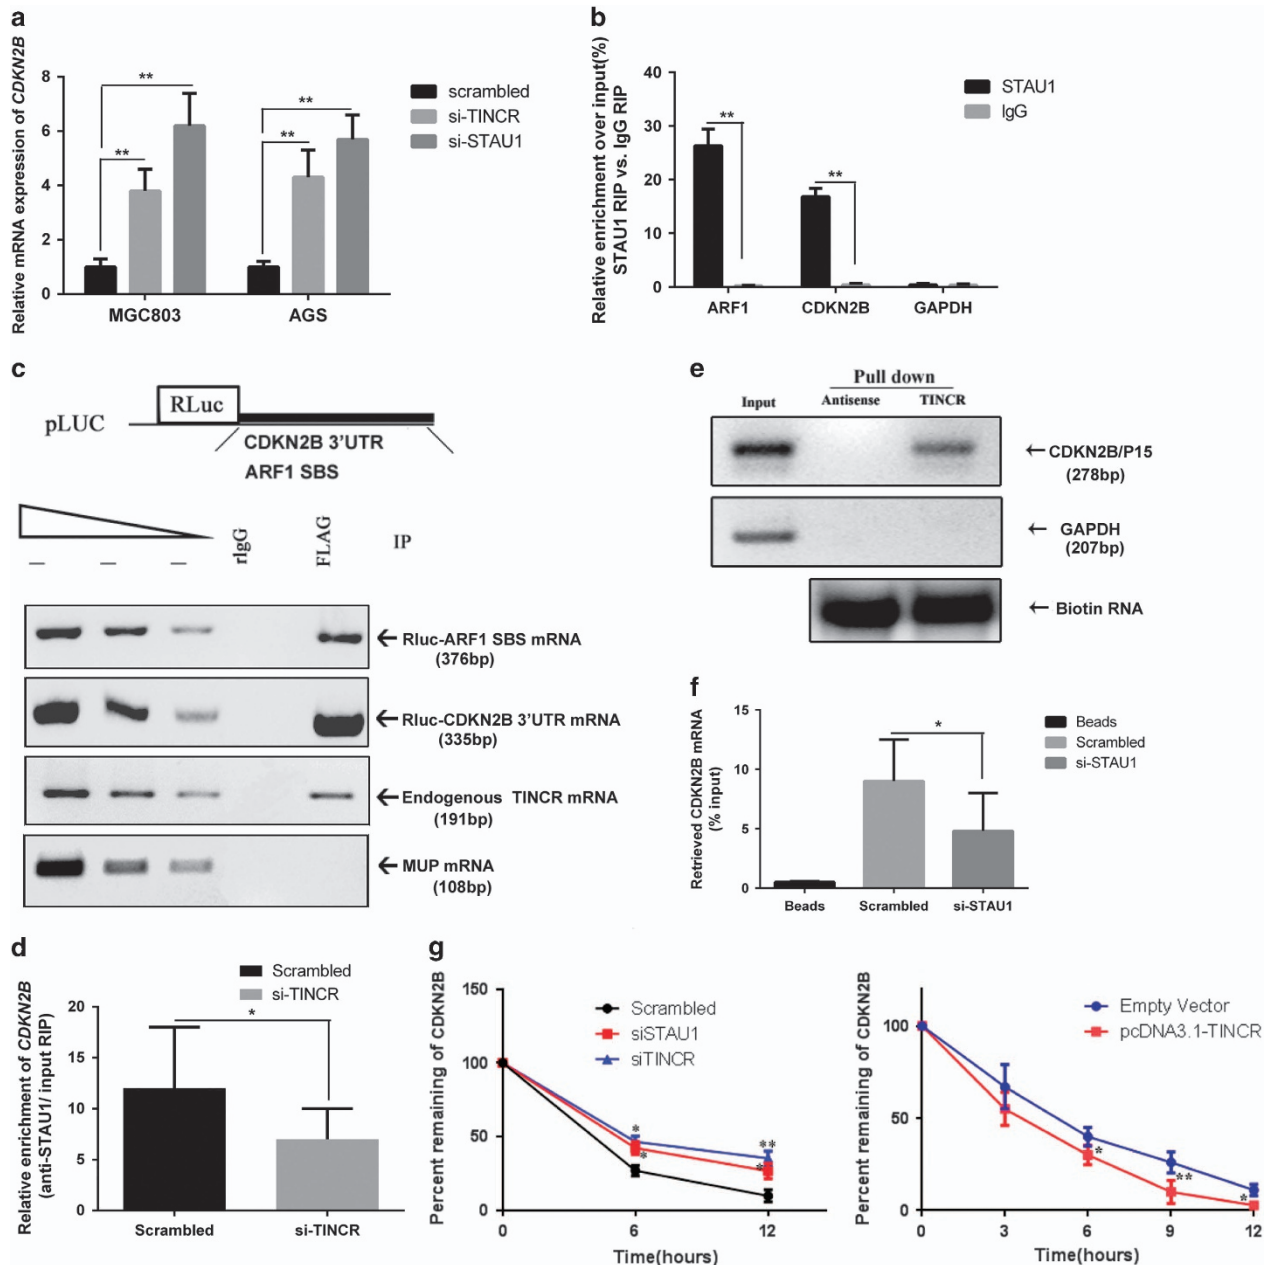 a
Relative mRNA expression of CDKN2B
8
6
4
2
0
**
**
**
**
MGC803
AGS
scrambled
si-TINCR
si-STAU1
b
Relative enrichment over input(%)
STAU1 RIP vs. IgG RIP
40
30
20
10
0
**
**
ARF1
CDKN2B
GAPDH
STAU1
IgG
c
pLUC
RLuc
CDKN2B 3'UTR
ARF1 SBS
rIgG
FLAG
IP
Rluc-ARF1 SBS mRNA
(376bp)
Rluc-CDKN2B 3'UTR mRNA
(335bp)
Endogenous TINCR mRNA
(191bp)
MUP mRNA
(108bp)
e
Pull down
Input
Antisense
TINCR
CDKN2B/P15
(278bp)
GAPDH
(207bp)
Biotin RNA
f
Retrieved CDKN2B mRNA
(% input)
15
10
5
0
*
Beads
Scrambled
si-STAU1
Beads
Scrambled
si-STAU1
d
Relative enrichment of CDKN2B
(anti-STAU1/ input RIP)
20
15
10
5
0
*
Scrambled
si-TINCR
Scrambled
si-TINCR
g
Percent remaining of CDKN2B
150
100
50
0
Scrambled
siSTAU1
siTINCR
*
*
**
*
0
6
12
Time(hours)
Percent remaining of CDKN2B
100
50
0
Empty Vector
pcDNA3.1-TINCR
*
**
*
0
3
6
9
12
Time(hours)